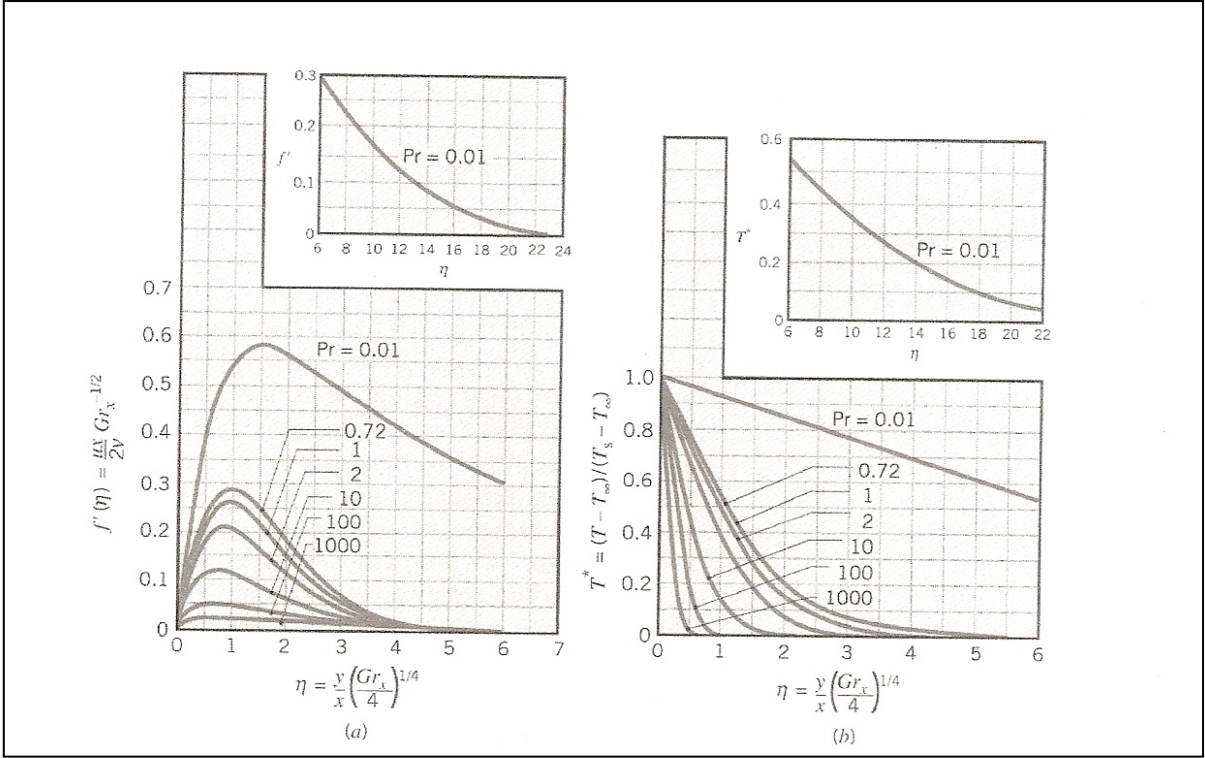 0.3
0.2
0.1
0
f'
Pr = 0.01
6 8 10 12 14 16 18 20 22 24
η
0.7
0.6
0.5
0.4
0.3
0.2
0.1
0
f' (η) = ux/2ν Gr_x^−1/2
Pr = 0.01
0.72
1
2
10
100
1000
0 1 2 3 4 5 6 7
η = y/x (Gr_x/4)^1/4
(a)
0.6
0.4
0.2
0
T*
Pr = 0.01
6 8 10 12 14 16 18 20 22
η
1.0
0.8
0.6
0.4
0.2
0
T* = (T − T∞)/(Ts − T∞)
Pr = 0.01
0.72
1
2
10
100
1000
0 1 2 3 4 5 6
η = y/x (Gr_x/4)^1/4
(b)